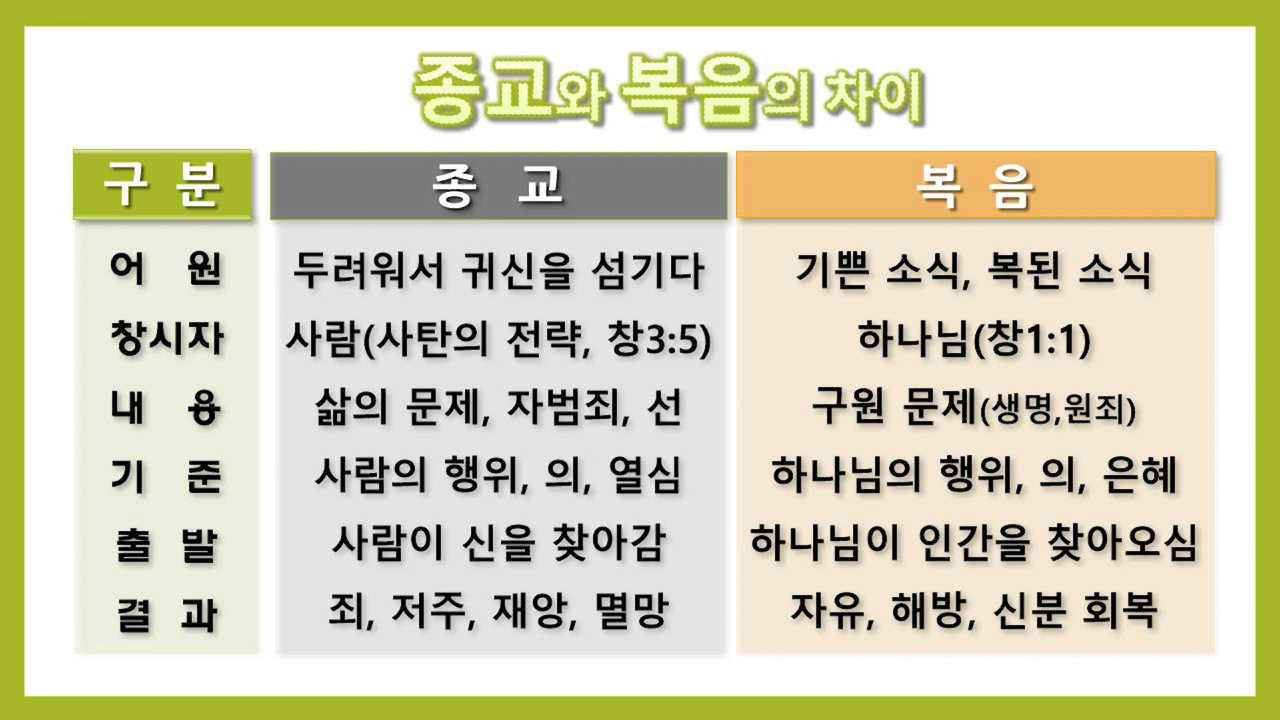 종교와 복음의 차이
구 분 종 교 복 음
어 원 두려워서 귀신을 섬기다 기쁜 소식, 복된 소식
창시자 사람(사탄의 전략, 창3:5) 하나님(창1:1)
내 용 삶의 문제, 자범죄, 선 구원 문제(생명,원죄)
기 준 사람의 행위, 의, 열심 하나님의 행위, 의, 은혜
출 발 사람이 신을 찾아감 하나님이 인간을 찾아오심
결 과 죄, 저주, 재앙, 멸망 자유, 해방, 신분 회복